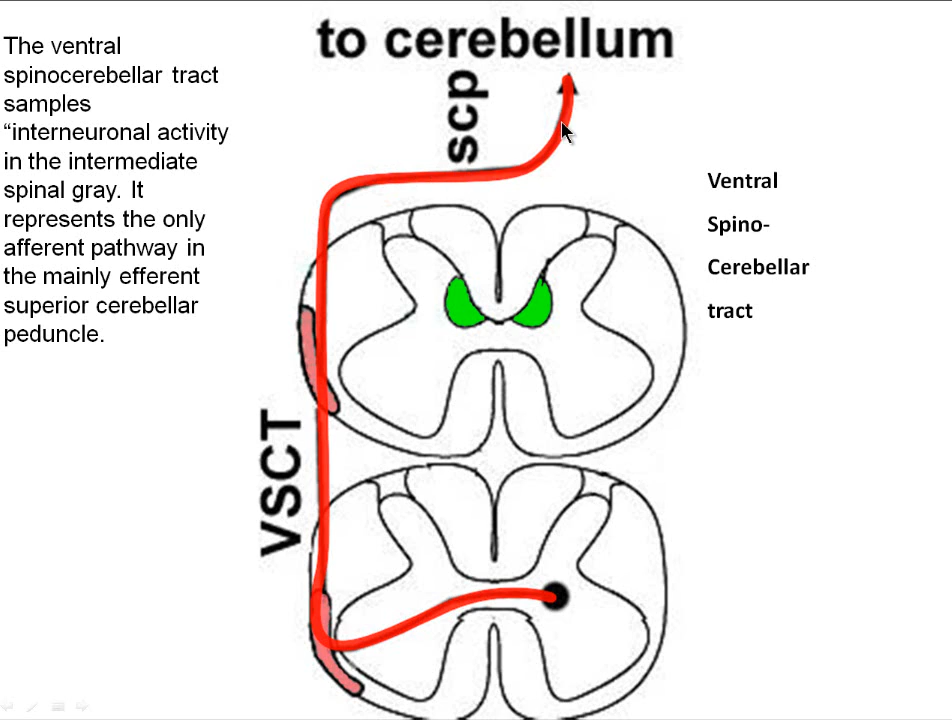 to cerebellum
The ventral
spinocerebellar tract
samples
“interneuronal activity
in the intermediate
spinal gray. It
represents the only
afferent pathway in
the mainly efferent
superior cerebellar
peduncle.
scp
Ventral
Spino-
Cerebellar
tract
VSCT